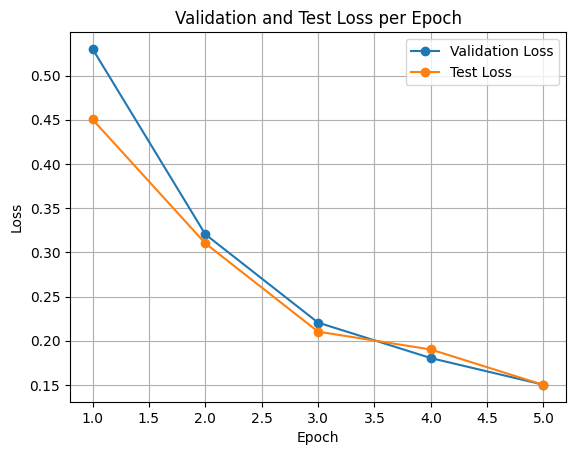 Validation and Test Loss per Epoch
Validation Loss
Test Loss
0.50
0.45
0.40
0.35
0.30
0.25
0.20
0.15
Loss
1.0 1.5 2.0 2.5 3.0 3.5 4.0 4.5 5.0
Epoch